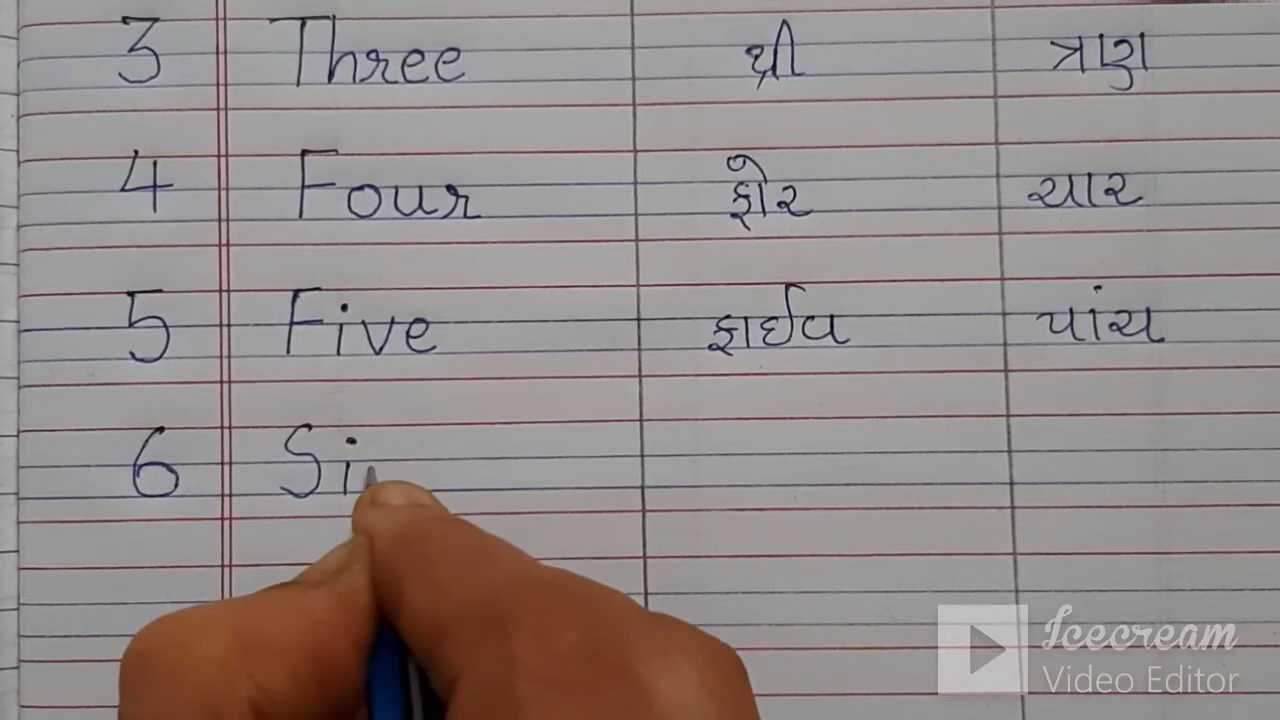 3 Three થ્રી ત્રણ
4 Four ફોર ચાર
5 Five ફાઈવ પાંચ
6 Si
Icecream
Video Editor